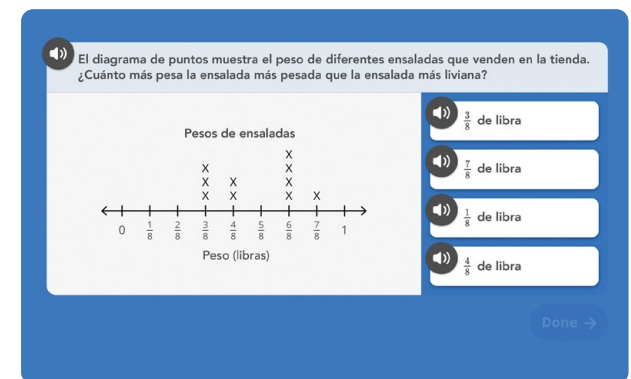 El diagrama de puntos muestra el peso de diferentes ensaladas que venden en la tienda.
¿Cuánto más pesa la ensalada más pesada que la ensalada más liviana?
Pesos de ensaladas
X
X X
X X X
X X X X
0 1/8 2/8 3/8 4/8 5/8 6/8 7/8 1
Peso (libras)
3/8 de libra
7/8 de libra
1/8 de libra
4/8 de libra
Done →